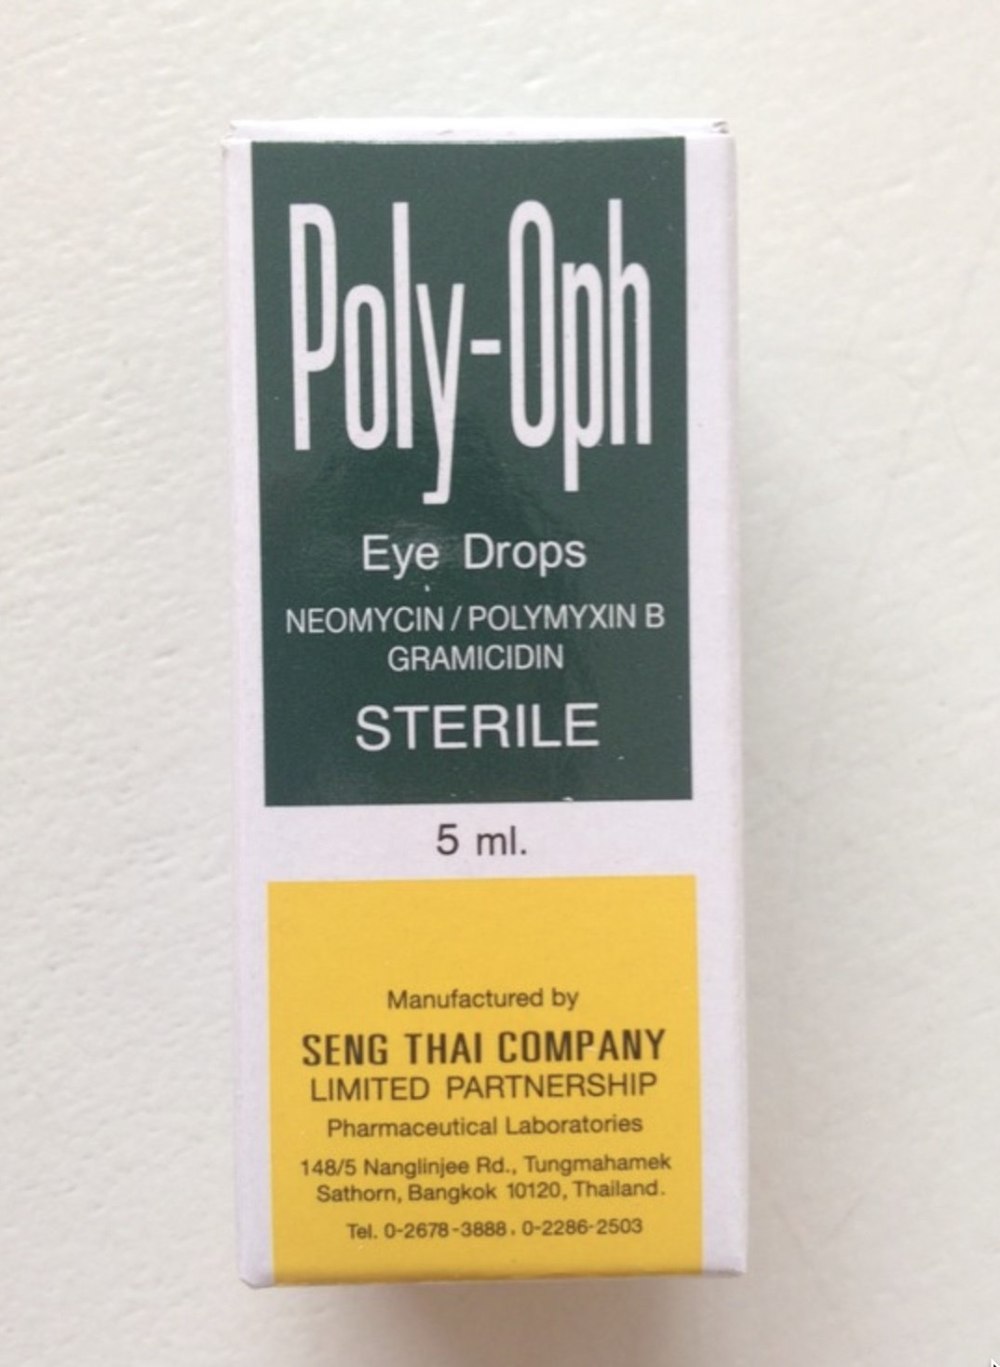 Poly-Oph
Eye Drops
NEOMYCIN / POLYMYXIN B
GRAMICIDIN
STERILE
5 ml.
Manufactured by
SENG THAI COMPANY
LIMITED PARTNERSHIP
Pharmaceutical Laboratories
148/5 Nanglinjee Rd., Tungmahamek
Sathorn, Bangkok 10120, Thailand.
Tel. 0-2678-3888, 0-2286-2503